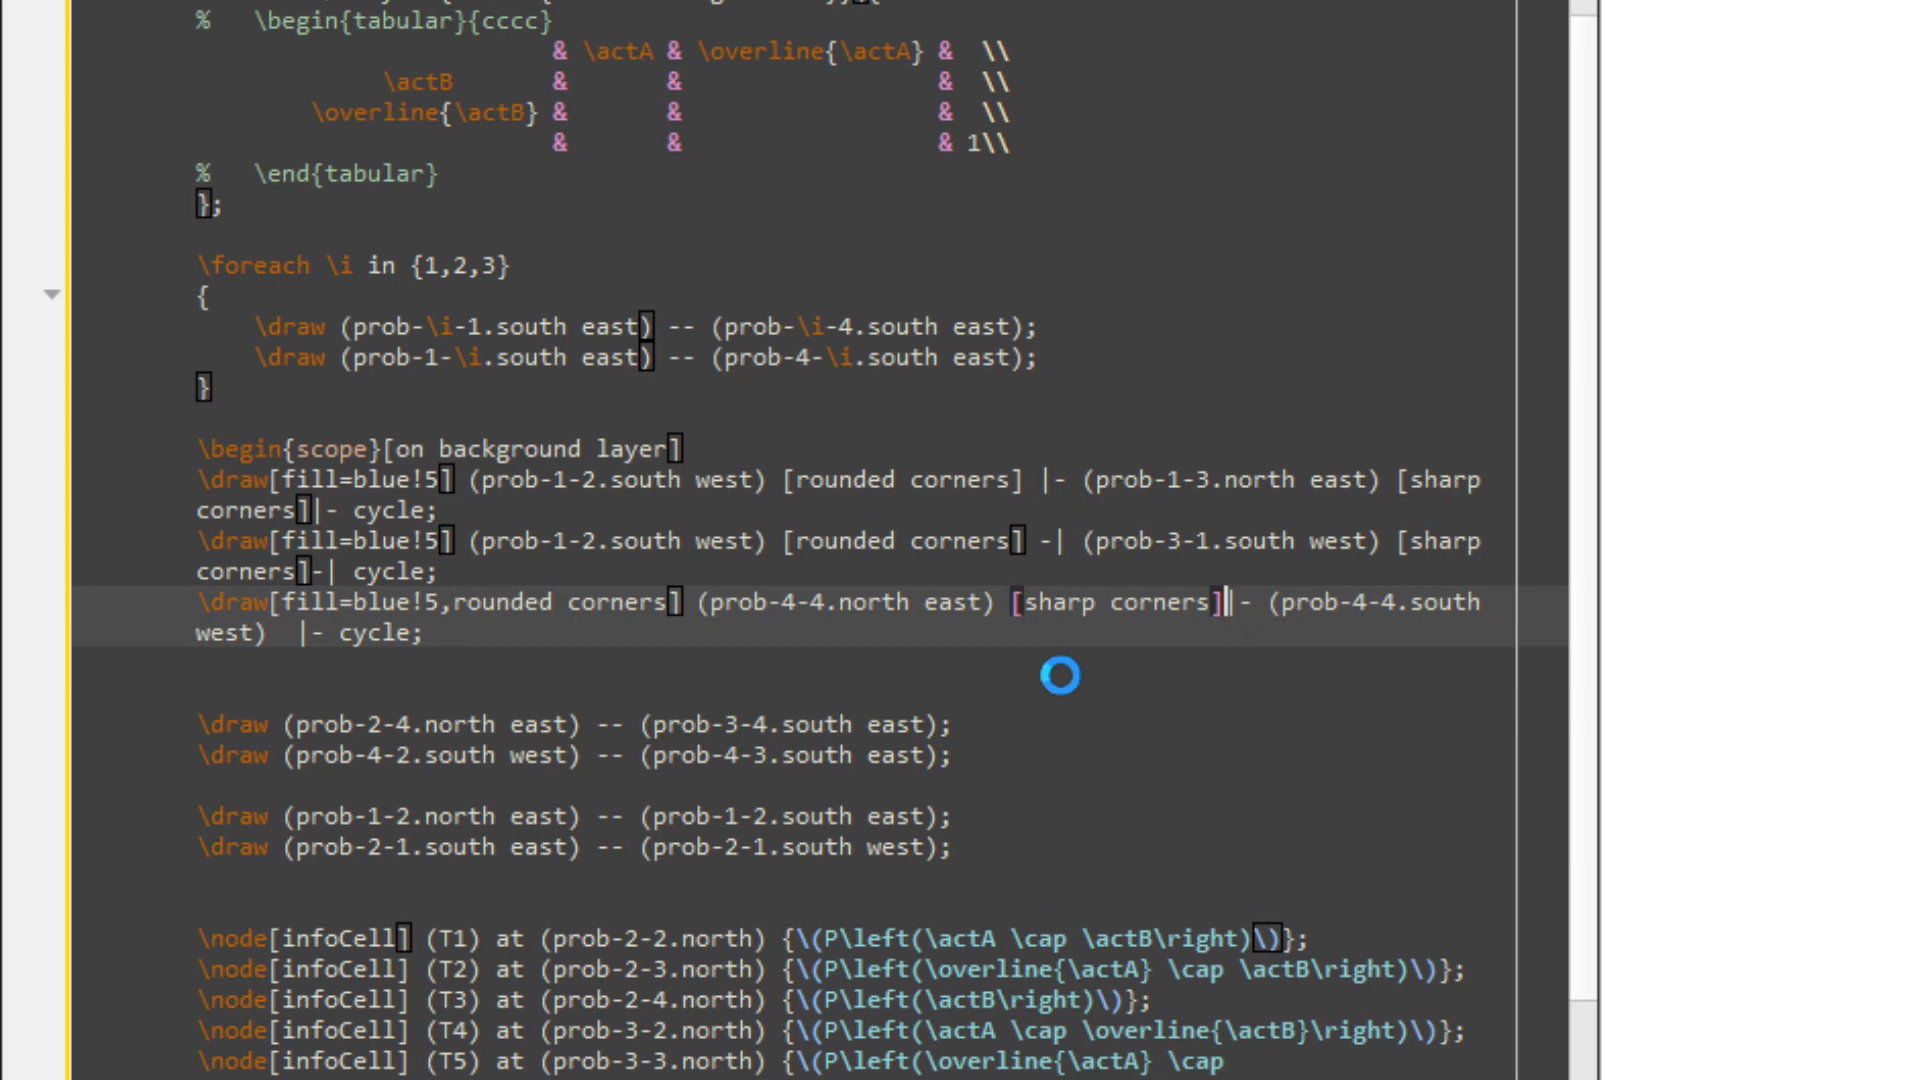 %   \begin{tabular}{cccc}
& \actA & \overline{\actA} &  \\
\actB       &       &                  &  \\
\overline{\actB} &       &                  &  \\
&       &                  & 1\\
%   \end{tabular}
};
\foreach \i in {1,2,3}
{
\draw (prob-\i-1.south east) -- (prob-\i-4.south east);
\draw (prob-1-\i.south east) -- (prob-4-\i.south east);
}
\begin{scope}[on background layer]
\draw[fill=blue!5] (prob-1-2.south west) [rounded corners] |- (prob-1-3.north east) [sharp
corners]|- cycle;
\draw[fill=blue!5] (prob-1-2.south west) [rounded corners] -| (prob-3-1.south west) [sharp
corners]-| cycle;
\draw[fill=blue!5,rounded corners] (prob-4-4.north east) [sharp corners]|- (prob-4-4.south
west)  |- cycle;
\draw (prob-2-4.north east) -- (prob-3-4.south east);
\draw (prob-4-2.south west) -- (prob-4-3.south east);
\draw (prob-1-2.north east) -- (prob-1-2.south east);
\draw (prob-2-1.south east) -- (prob-2-1.south west);
\node[infoCell] (T1) at (prob-2-2.north) {\(P\left(\actA \cap \actB\right)\)};
\node[infoCell] (T2) at (prob-2-3.north) {\(P\left(\overline{\actA} \cap \actB\right)\)};
\node[infoCell] (T3) at (prob-2-4.north) {\(P\left(\actB\right)\)};
\node[infoCell] (T4) at (prob-3-2.north) {\(P\left(\actA \cap \overline{\actB}\right)\)};
\node[infoCell] (T5) at (prob-3-3.north) {\(P\left(\overline{\actA} \cap